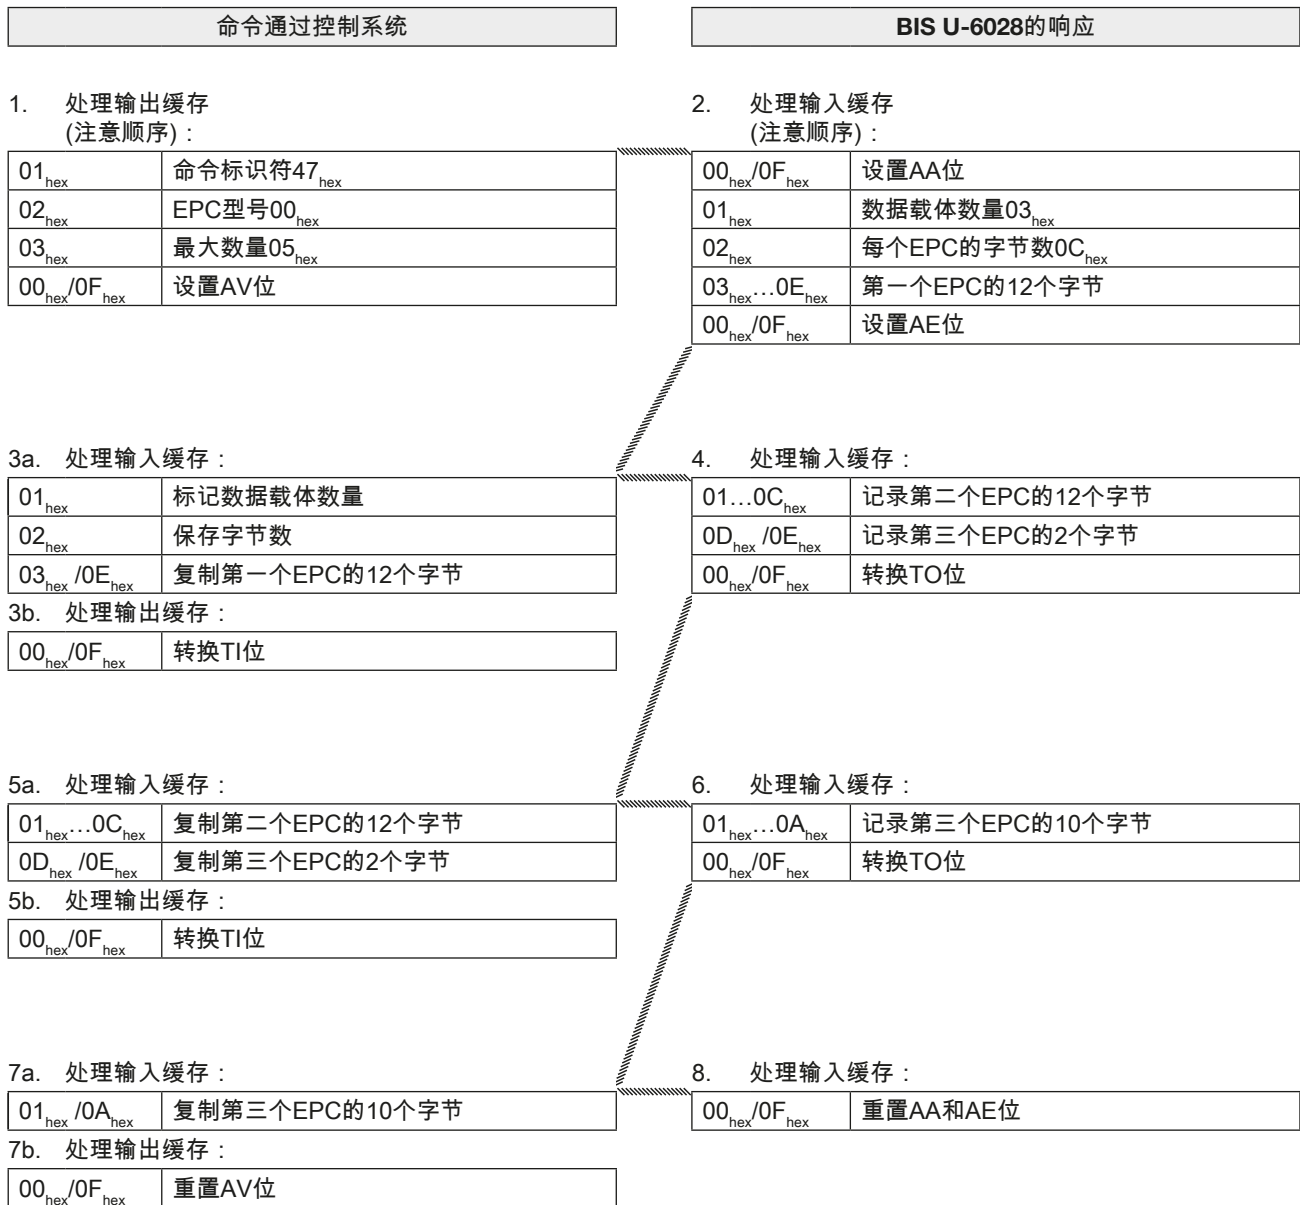 命令通过控制系统
BIS U-6028的响应
1. 处理输出缓存
(注意顺序)：
01hex 命令标识符47hex
02hex EPC型号00hex
03hex 最大数量05hex
00hex/0Fhex 设置AV位
2. 处理输入缓存
(注意顺序)：
00hex/0Fhex 设置AA位
01hex 数据载体数量03hex
02hex 每个EPC的字节数0Chex
03hex…0Ehex 第一个EPC的12个字节
00hex/0Fhex 设置AE位
3a. 处理输入缓存：
01hex 标记数据载体数量
02hex 保存字节数
03hex /0Ehex 复制第一个EPC的12个字节
3b. 处理输出缓存：
00hex/0Fhex 转换TI位
4. 处理输入缓存：
01…0Chex 记录第二个EPC的12个字节
0Dhex /0Ehex 记录第三个EPC的2个字节
00hex/0Fhex 转换TO位
5a. 处理输入缓存：
01hex…0Chex 复制第二个EPC的12个字节
0Dhex /0Ehex 复制第三个EPC的2个字节
5b. 处理输出缓存：
00hex/0Fhex 转换TI位
6. 处理输入缓存：
01hex…0Ahex 记录第三个EPC的10个字节
00hex/0Fhex 转换TO位
7a. 处理输入缓存：
01hex /0Ahex 复制第三个EPC的10个字节
7b. 处理输出缓存：
00hex/0Fhex 重置AV位
8. 处理输入缓存：
00hex/0Fhex 重置AA和AE位